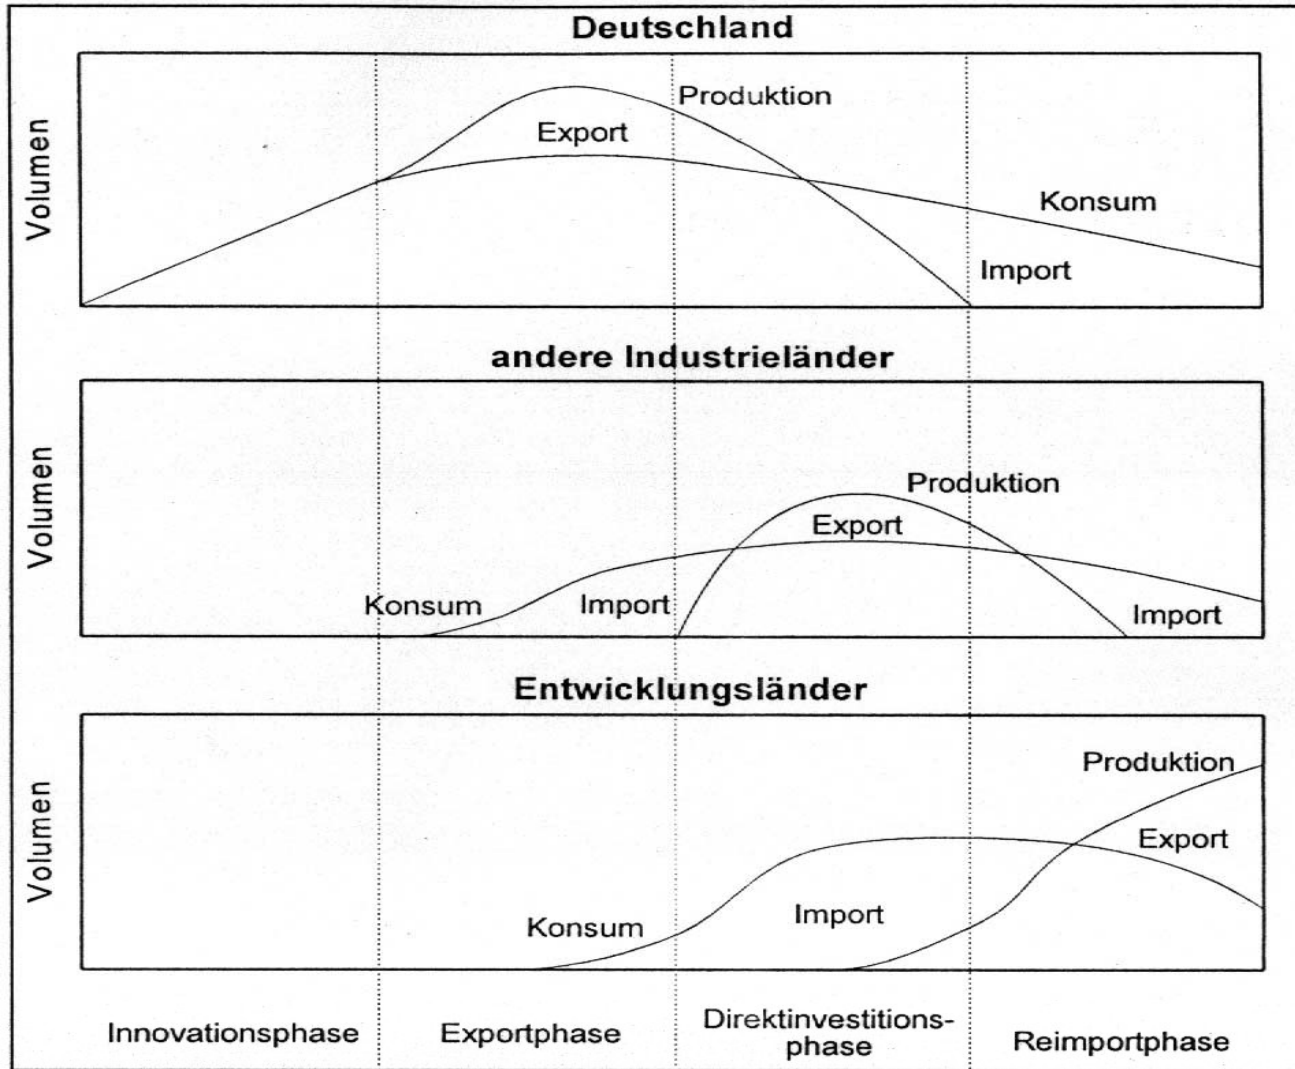 Deutschland
Volumen
Produktion
Export
Konsum
Import
andere Industrieländer
Volumen
Produktion
Export
Konsum
Import
Import
Entwicklungsländer
Volumen
Produktion
Export
Import
Konsum
Innovationsphase
Exportphase
Direktinvestitions-
phase
Reimportphase